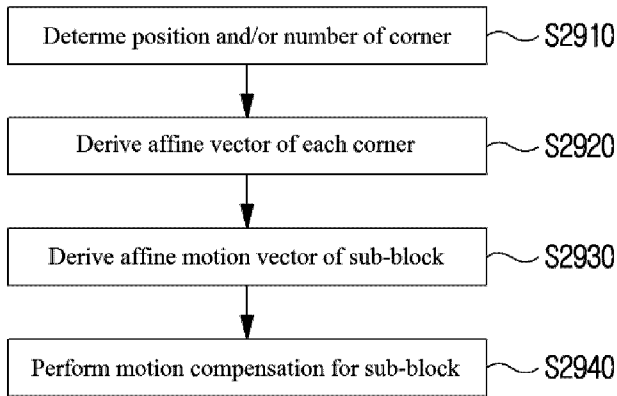 Determe position and/or number of corner S2910
Derive affine vector of each corner S2920
Derive affine motion vector of sub-block S2930
Perform motion compensation for sub-block S2940